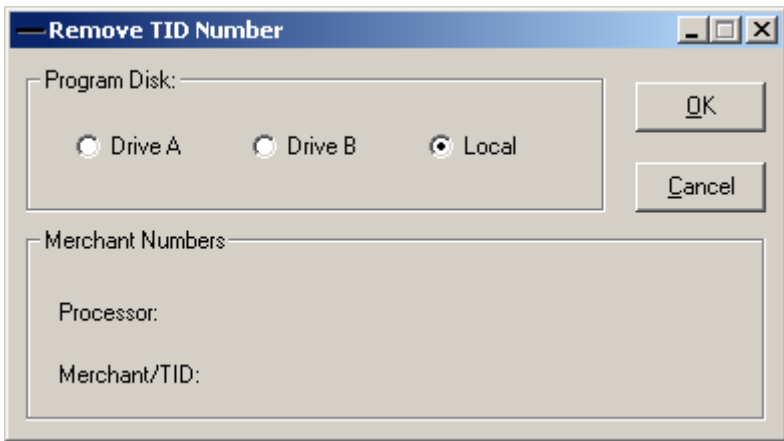 Remove TID Number
Program Disk:
Drive A Drive B Local
OK
Cancel
Merchant Numbers
Processor:
Merchant/TID: